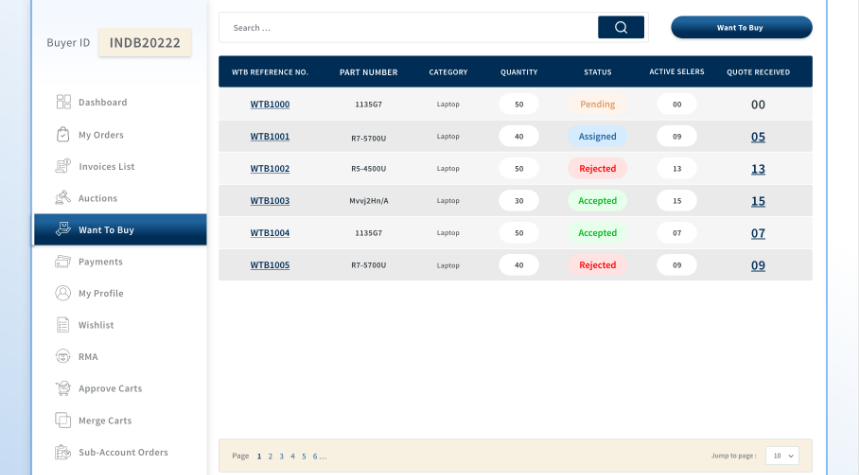 Buyer ID INDB20222
Search ...
Want To Buy
WTB REFERENCE NO. PART NUMBER CATEGORY QUANTITY STATUS ACTIVE SELERS QUOTE RECEIVED
WTB1000 1135G7 Laptop 50 Pending 00 00
WTB1001 R7-5700U Laptop 40 Assigned 09 05
WTB1002 R5-4500U Laptop 50 Rejected 13 13
WTB1003 Mvvj2Hn/A Laptop 30 Accepted 15 15
WTB1004 1135G7 Laptop 50 Accepted 07 07
WTB1005 R7-5700U Laptop 40 Rejected 09 09
Dashboard
My Orders
Invoices List
Auctions
Want To Buy
Payments
My Profile
Wishlist
RMA
Approve Carts
Merge Carts
Sub-Account Orders
Page 1 2 3 4 5 6 ...
Jump to page : 10